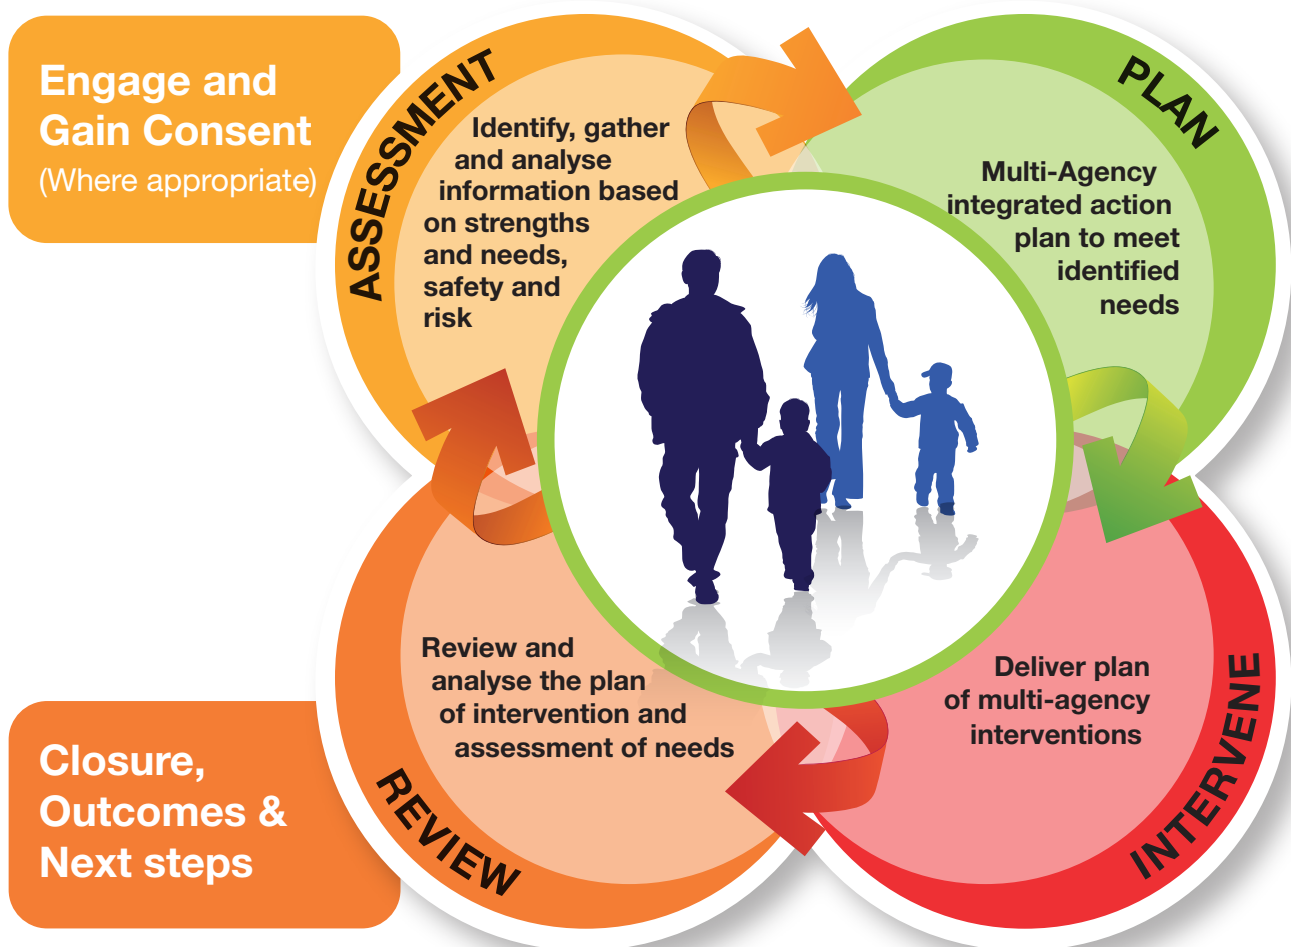 Engage and
Gain Consent
(Where appropriate)
ASSESSMENT
Identify, gather
and analyse
information based
on strengths
and needs,
safety and
risk
PLAN
Multi-Agency
integrated action
plan to meet
identified
needs
INTERVENE
Deliver plan
of multi-agency
interventions
REVIEW
Review and
analyse the plan
of intervention and
assessment of needs
Closure,
Outcomes &
Next steps